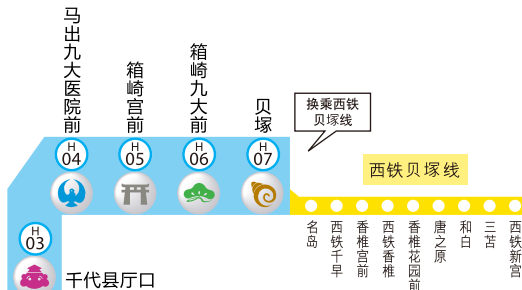 马出九大医院前
箱崎宫前
箱崎九大前
贝塚
换乘西铁
贝塚线
H
04
H
05
H
06
H
07
西铁贝塚线
H
03
千代县厅口
名岛
西铁千早
香椎宫前
西铁香椎
香椎花园前
唐之原
和白
三苫
西铁新宫